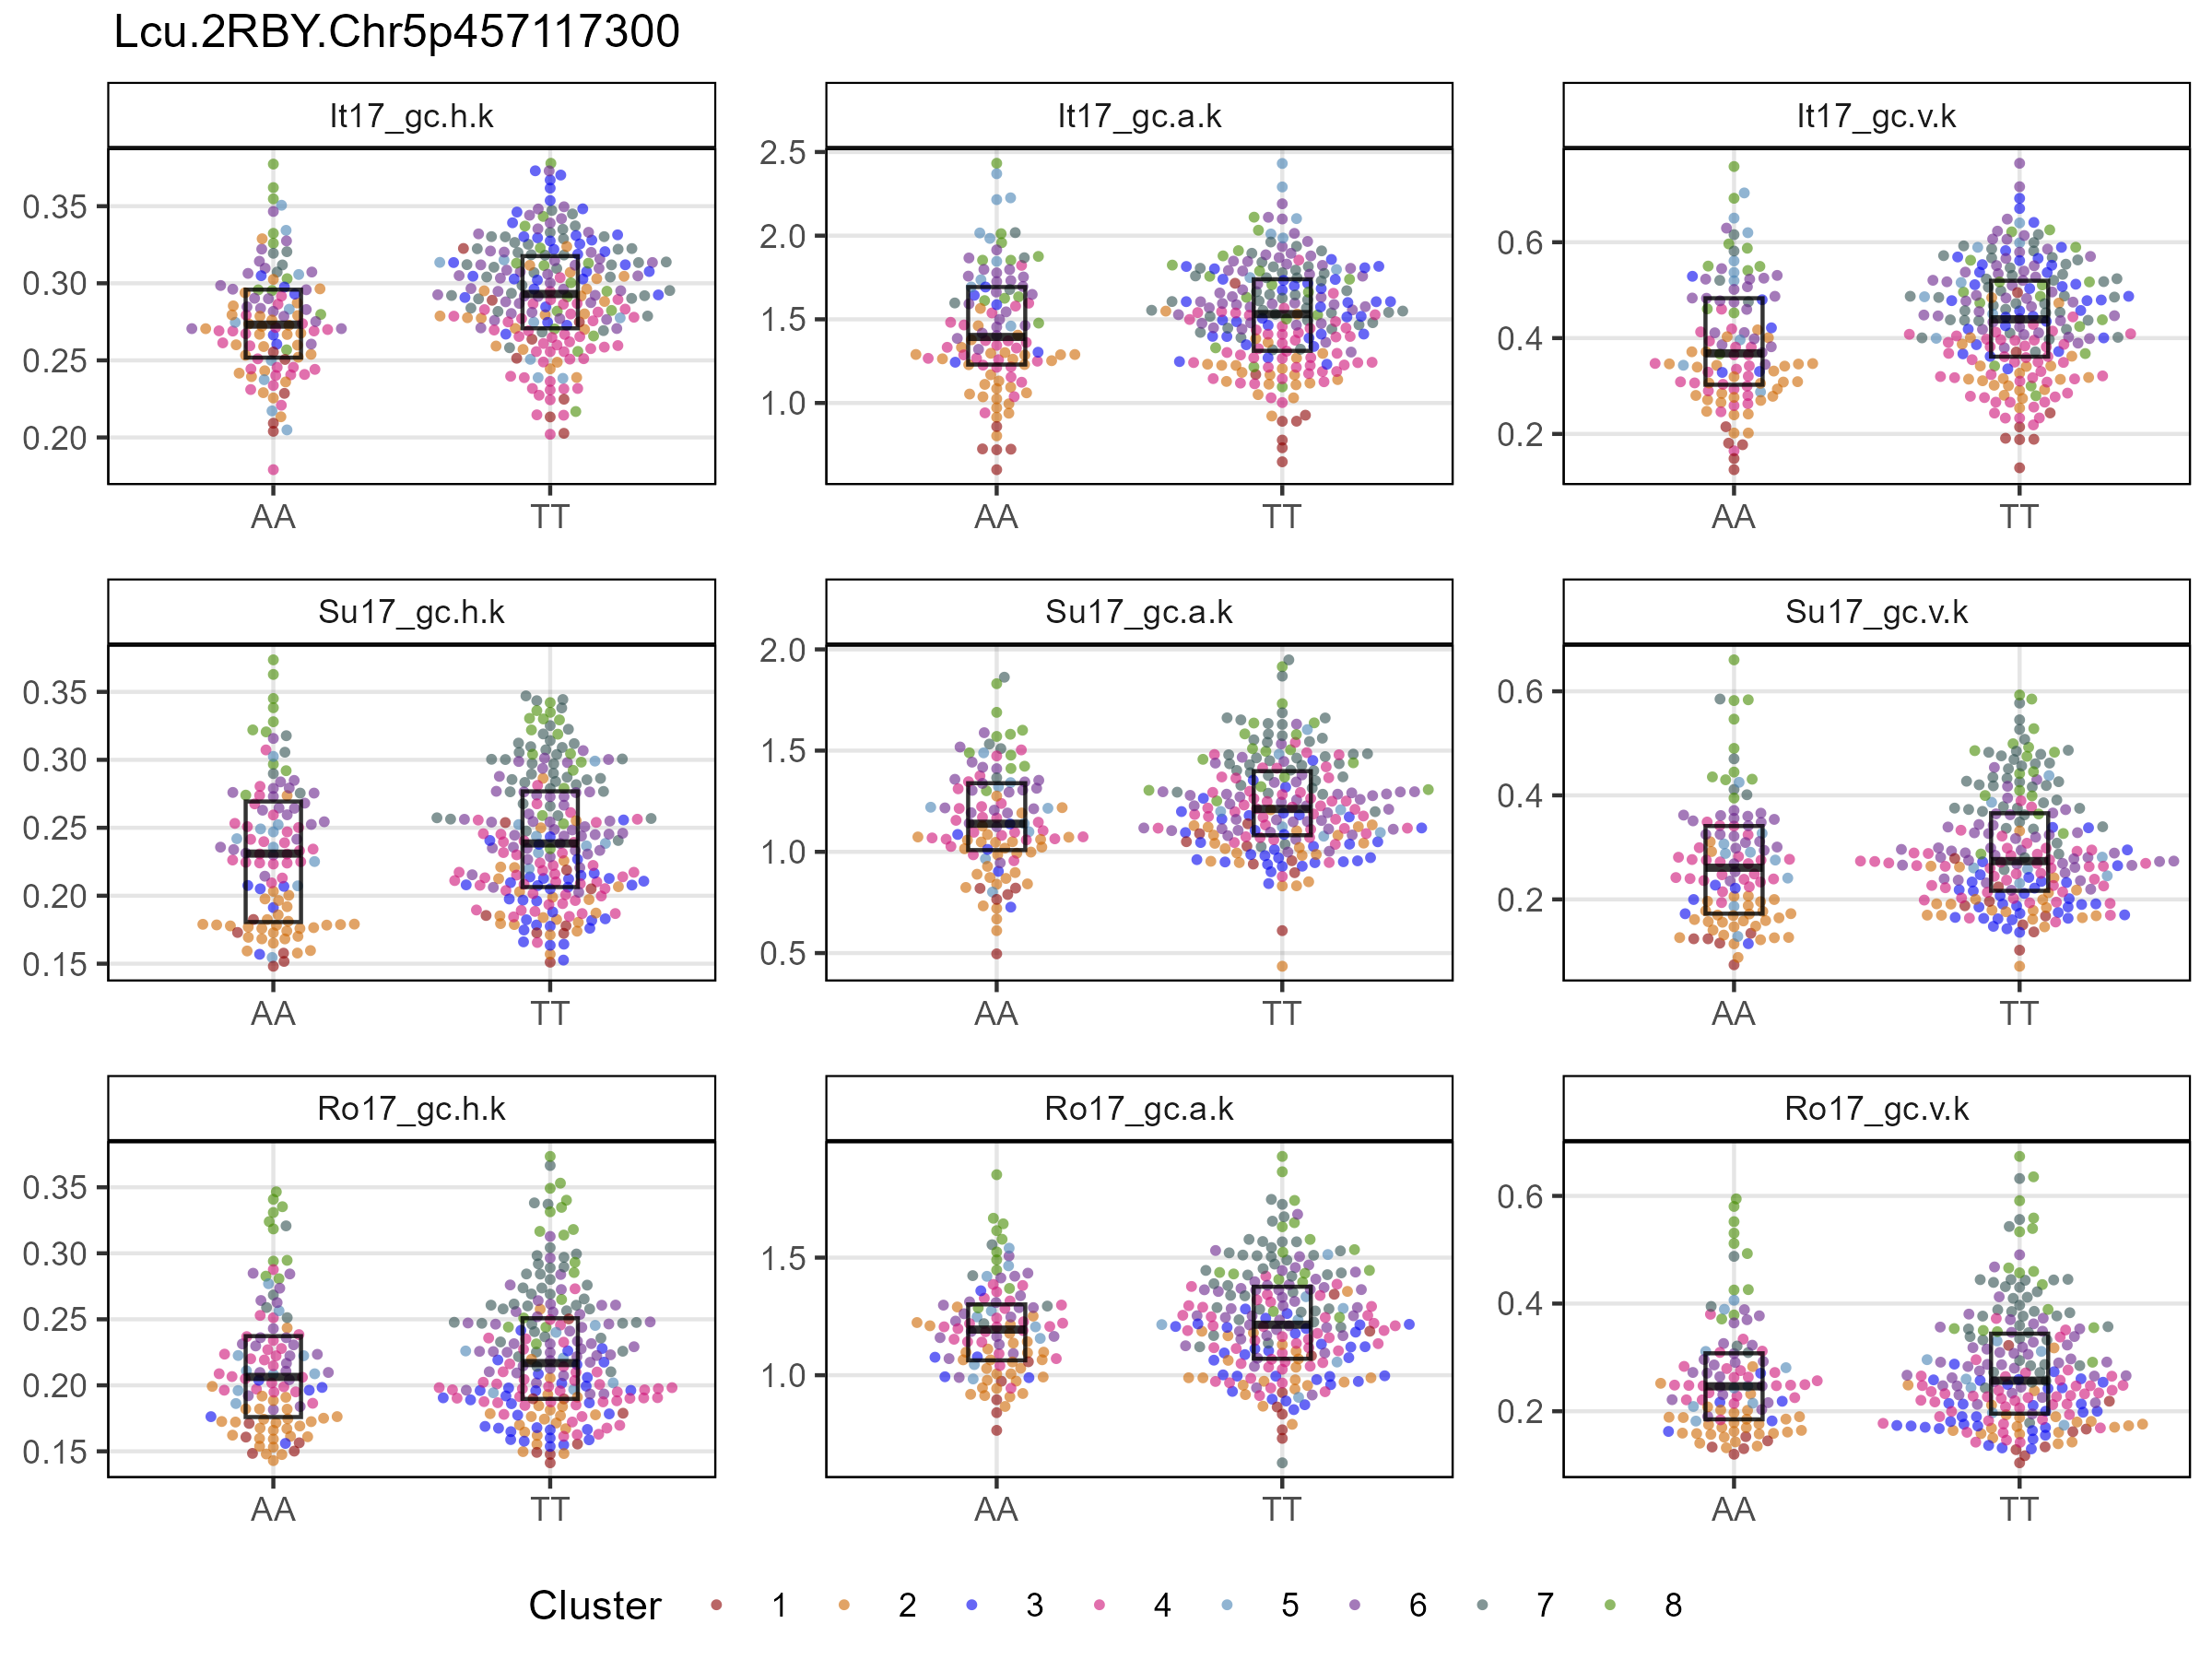 Lcu.2RBY.Chr5p457117300
It17_gc.h.k
It17_gc.a.k
It17_gc.v.k
0.35
0.30
0.25
0.20
AA TT
2.5
2.0
1.5
1.0
AA TT
0.6
0.4
0.2
AA TT
Su17_gc.h.k
Su17_gc.a.k
Su17_gc.v.k
0.35
0.30
0.25
0.20
0.15
AA TT
2.0
1.5
1.0
0.5
AA TT
0.6
0.4
0.2
AA TT
Ro17_gc.h.k
Ro17_gc.a.k
Ro17_gc.v.k
0.35
0.30
0.25
0.20
0.15
AA TT
1.5
1.0
AA TT
0.6
0.4
0.2
AA TT
Cluster 1 2 3 4 5 6 7 8